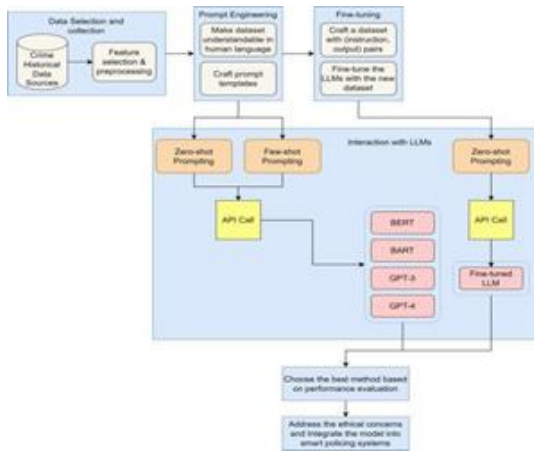 Data Selection and
collection
Crime
Historical
Data
Sources
Feature
selection &
preprocessing
Prompt Engineering
Make dataset
understandable in
human language
Craft prompt
templates
Fine-tuning
Craft a dataset
with (instruction,
output) pairs
Fine-tune the
LLMs with the new
dataset
Interaction with LLMs
Zero-shot
Prompting
Few-shot
Prompting
Zero-shot
Prompting
API Call
API Call
BERT
BART
GPT-3
GPT-4
Fine-tuned
LLM
Choose the best method based
on performance evaluation
Address the ethical concerns
and Integrate the model into
smart policing systems